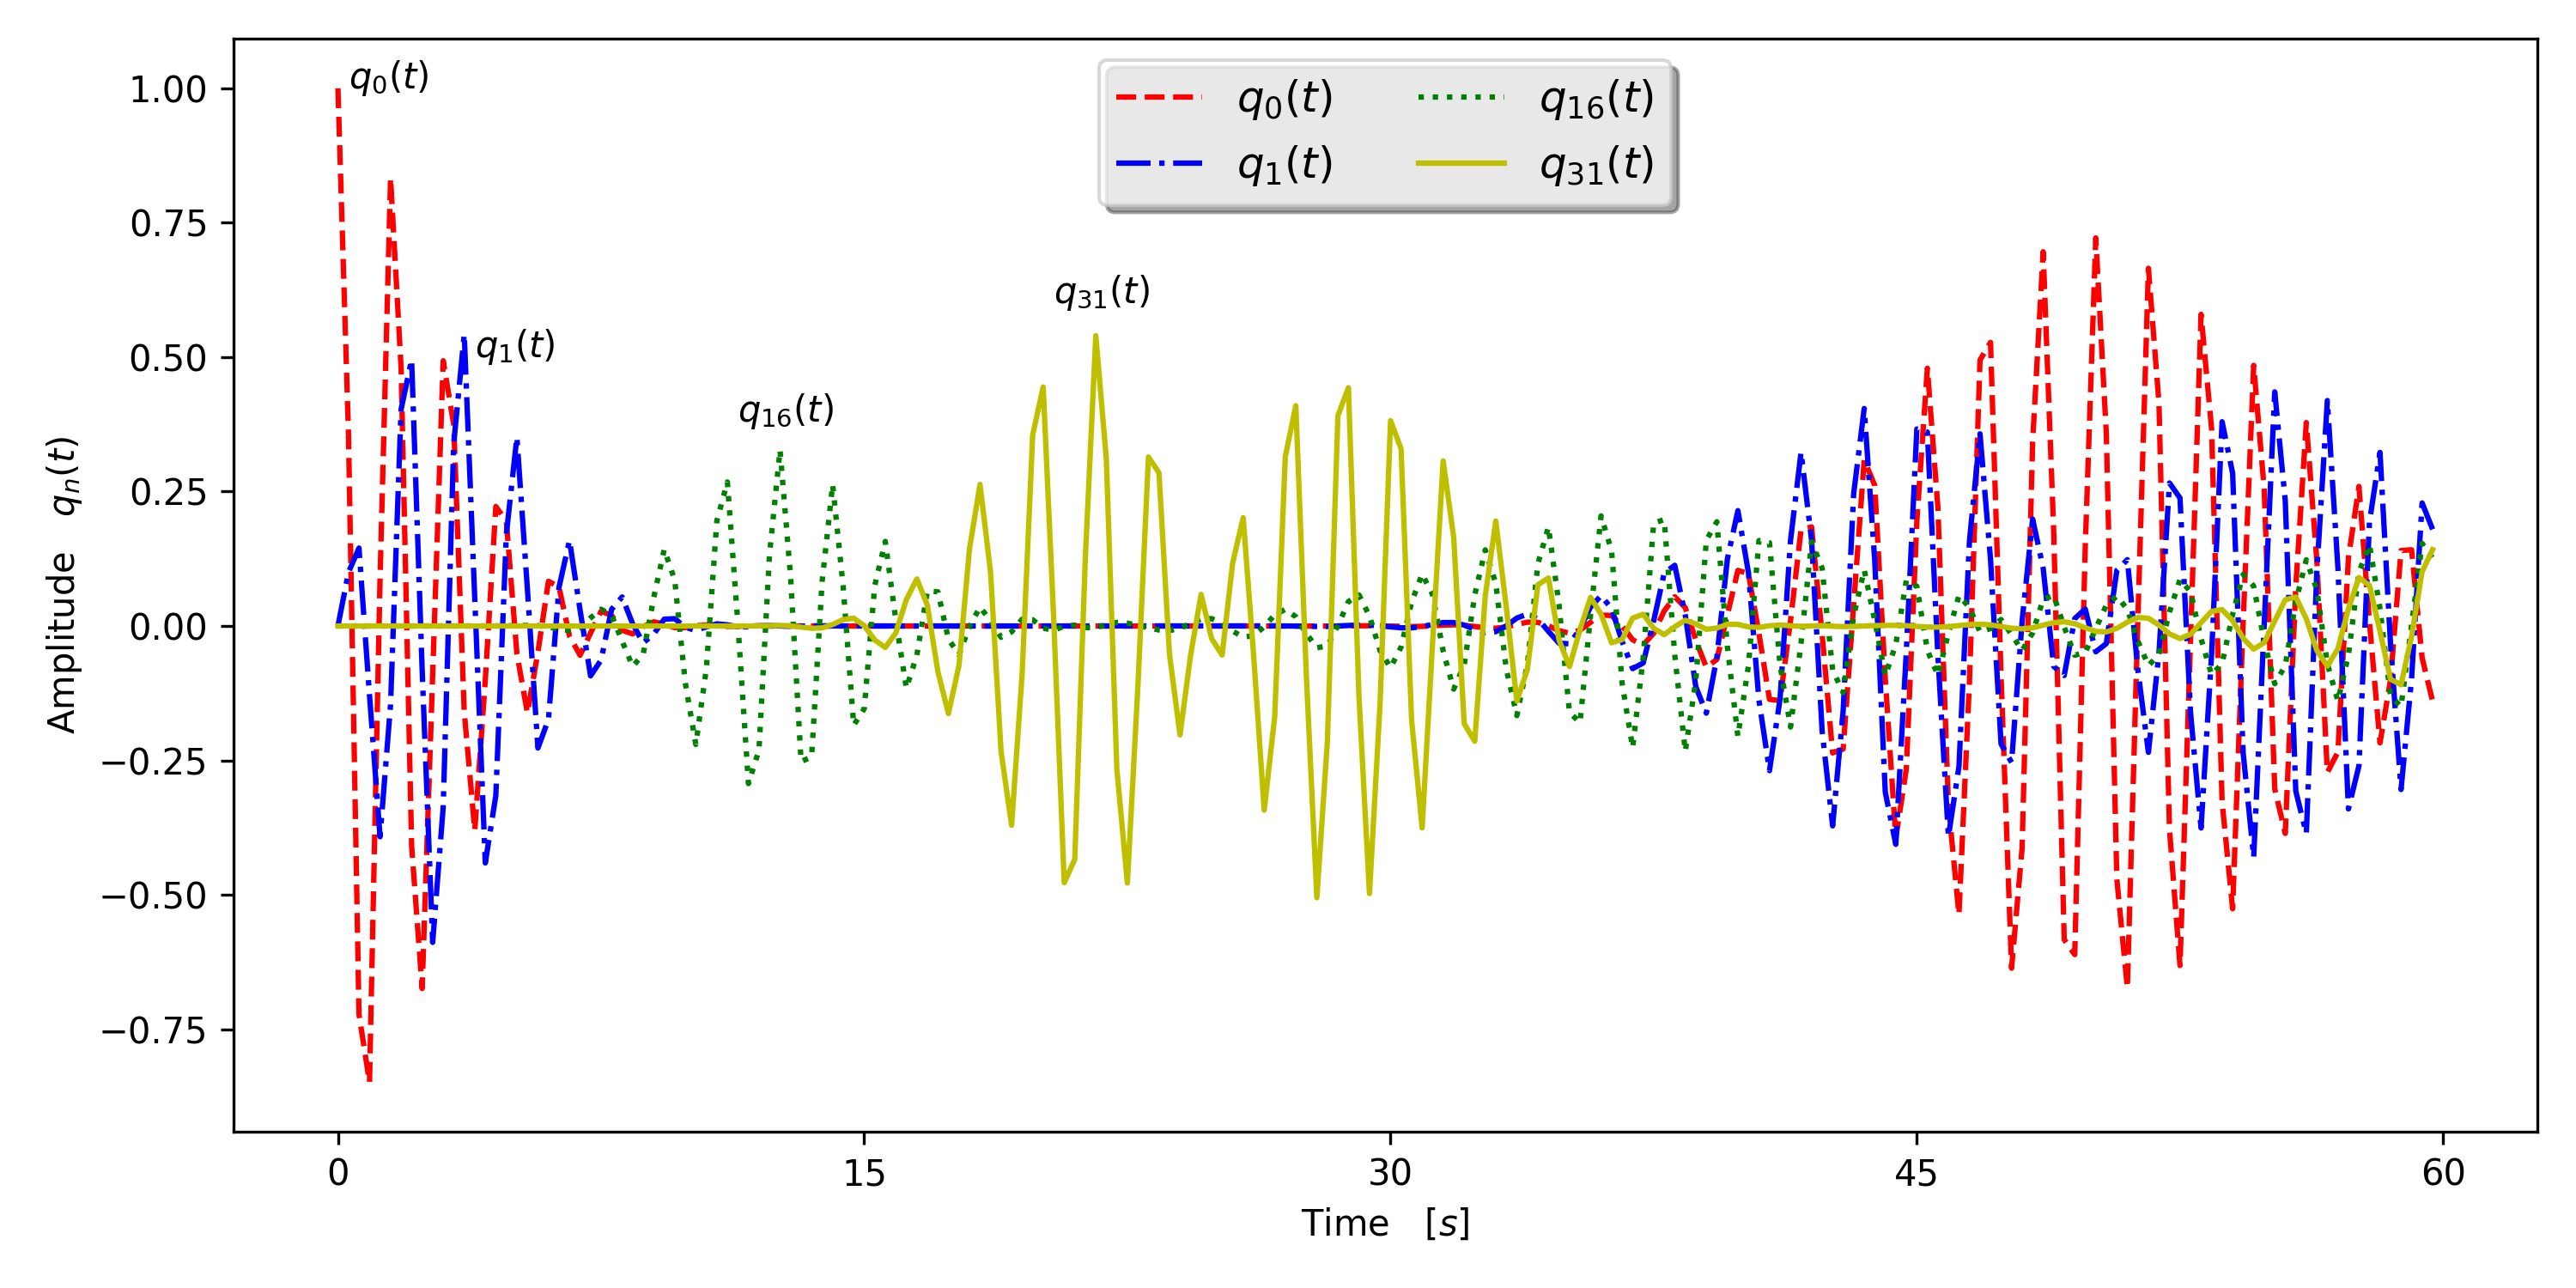 1.00
0.75
0.50
0.25
0.00
−0.25
−0.50
−0.75
Amplitude qₙ(t)
q₀(t)
q₁(t)
q₁₆(t)
q₃₁(t)
q₀(t) q₁₆(t)
q₁(t) q₃₁(t)
0 15 30 45 60
Time [s]